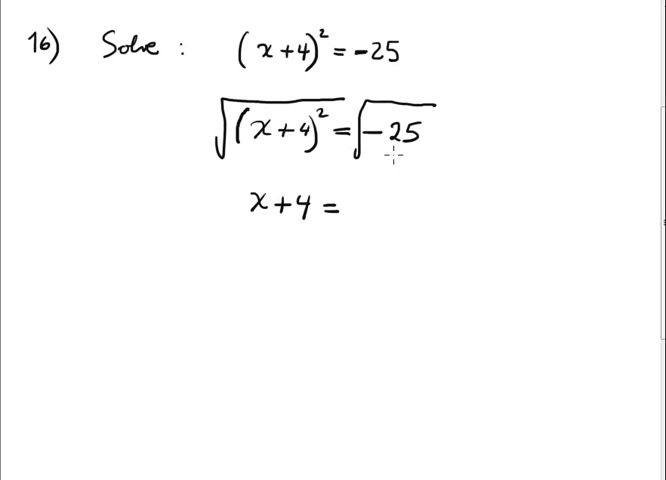 16) Solve : (x+4)² = -25
√(x+4)² = √-25
x+4 =